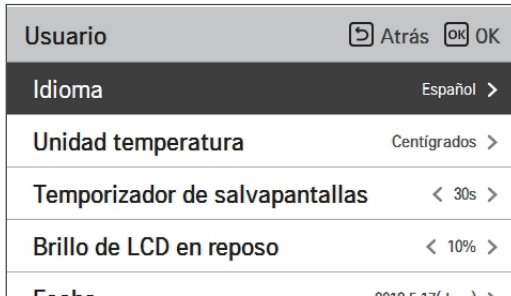 Usuario Atrás OK OK
Idioma Español >
Unidad temperatura Centígrados >
Temporizador de salvapantallas < 30s >
Brillo de LCD en reposo < 10% >